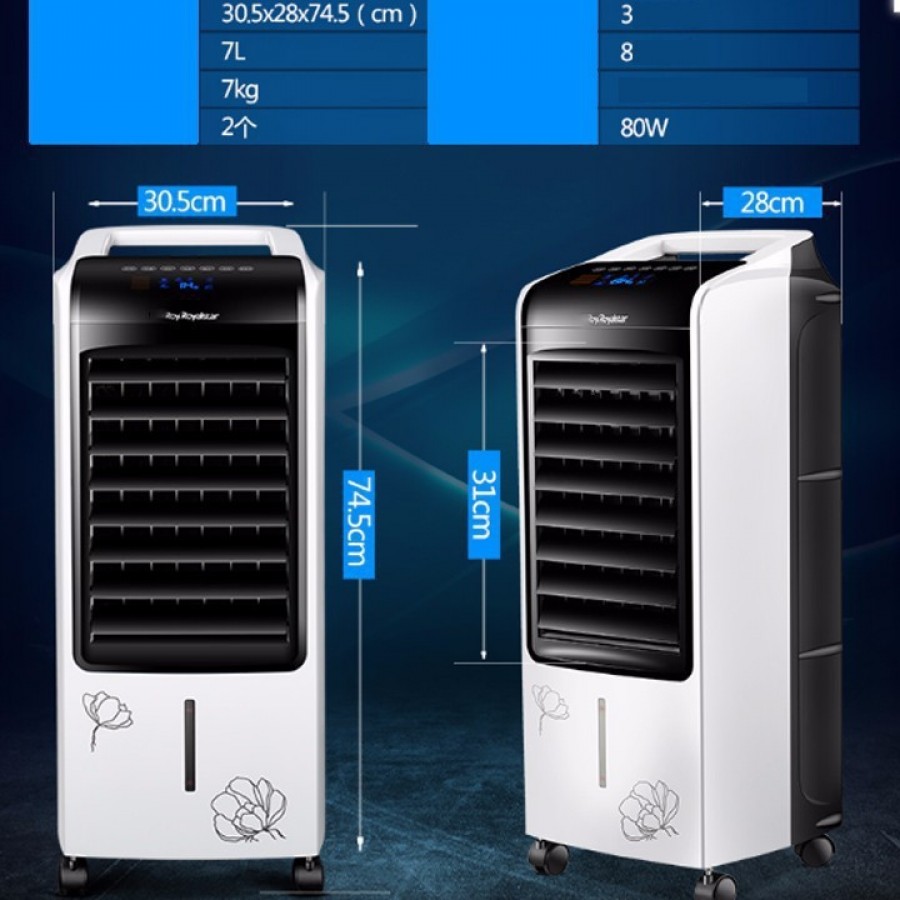 30.5x28x74.5 ( cm )
3
7L
8
7kg
2个
80W
30.5cm
28cm
Royalstar
Royalstar
74.5cm
31cm